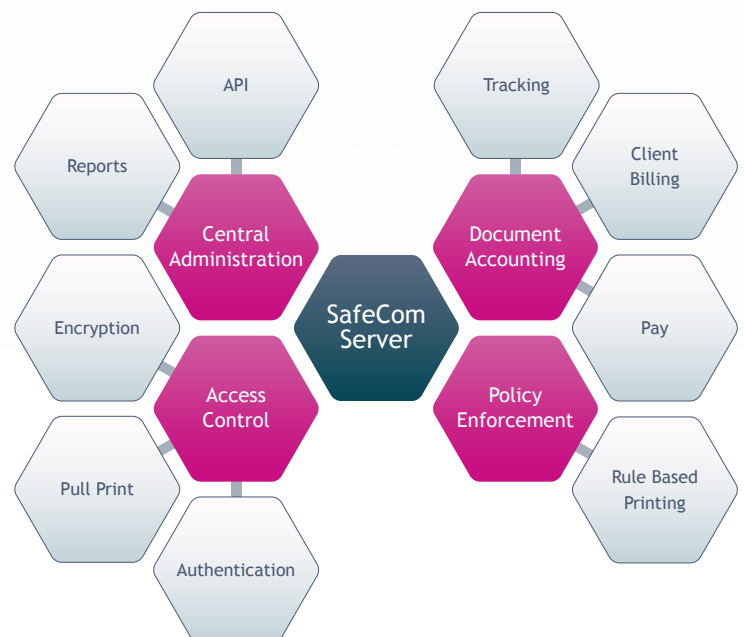 API
Tracking
Reports
Client
Billing
Central
Administration
Document
Accounting
SafeCom
Server
Encryption
Pay
Access
Control
Policy
Enforcement
Pull Print
Rule Based
Printing
Authentication